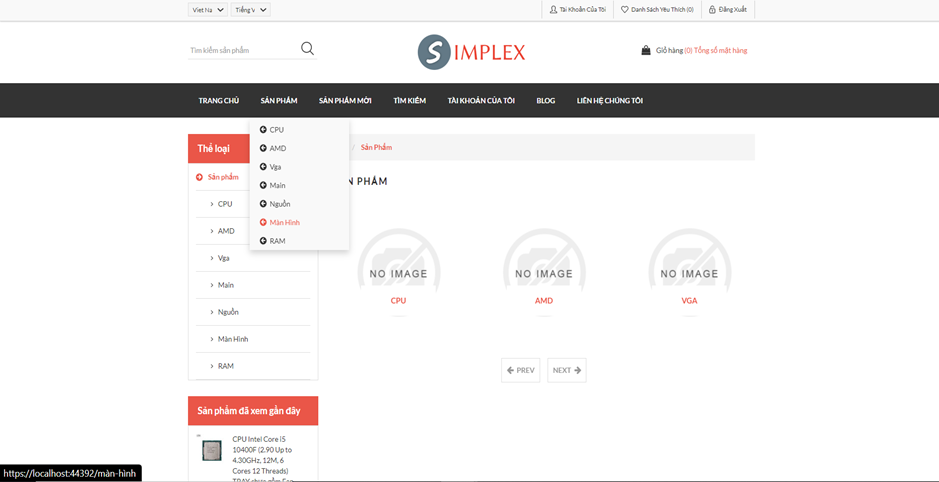 Viet Na
Tiếng V
Tài Khoản Của Tôi
Danh Sách Yêu Thích (0)
Đăng Xuất
Tìm kiếm sản phẩm
S IMPLEX
Giỏ hàng (0) Tổng số mặt hàng
TRANG CHỦ SẢN PHẨM SẢN PHẨM MỚI TÌM KIẾM TÀI KHOẢN CỦA TÔI BLOG LIÊN HỆ CHÚNG TÔI
CPU
AMD
Vga
Main
Nguồn
Màn Hình
RAM
Thể loại
Sản phẩm
CPU
AMD
Vga
Main
Nguồn
Màn Hình
RAM
/ Sản Phẩm
N PHẨM
NO IMAGE NO IMAGE NO IMAGE
CPU AMD VGA
PREV NEXT
Sản phẩm đã xem gần đây
CPU Intel Core i5
10400F (2.90 Up to
4.30GHz, 12M, 6
Cores 12 Threads)
https://localhost:44392/màn-hình